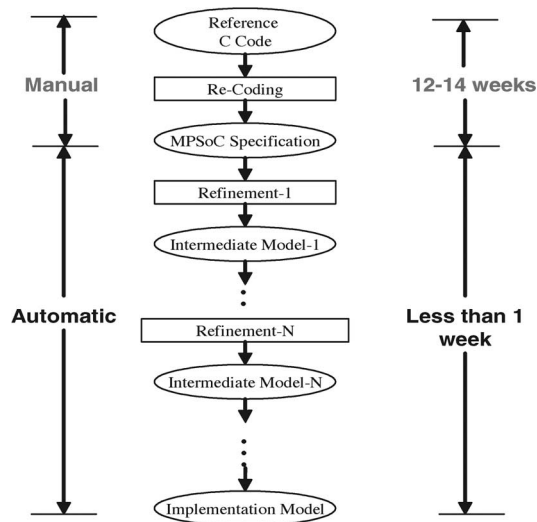 Reference
C Code
Manual
Re-Coding
12-14 weeks
MPSoC Specification
Refinement-1
Intermediate Model-1
Automatic
Less than 1
week
Refinement-N
Intermediate Model-N
Implementation Model